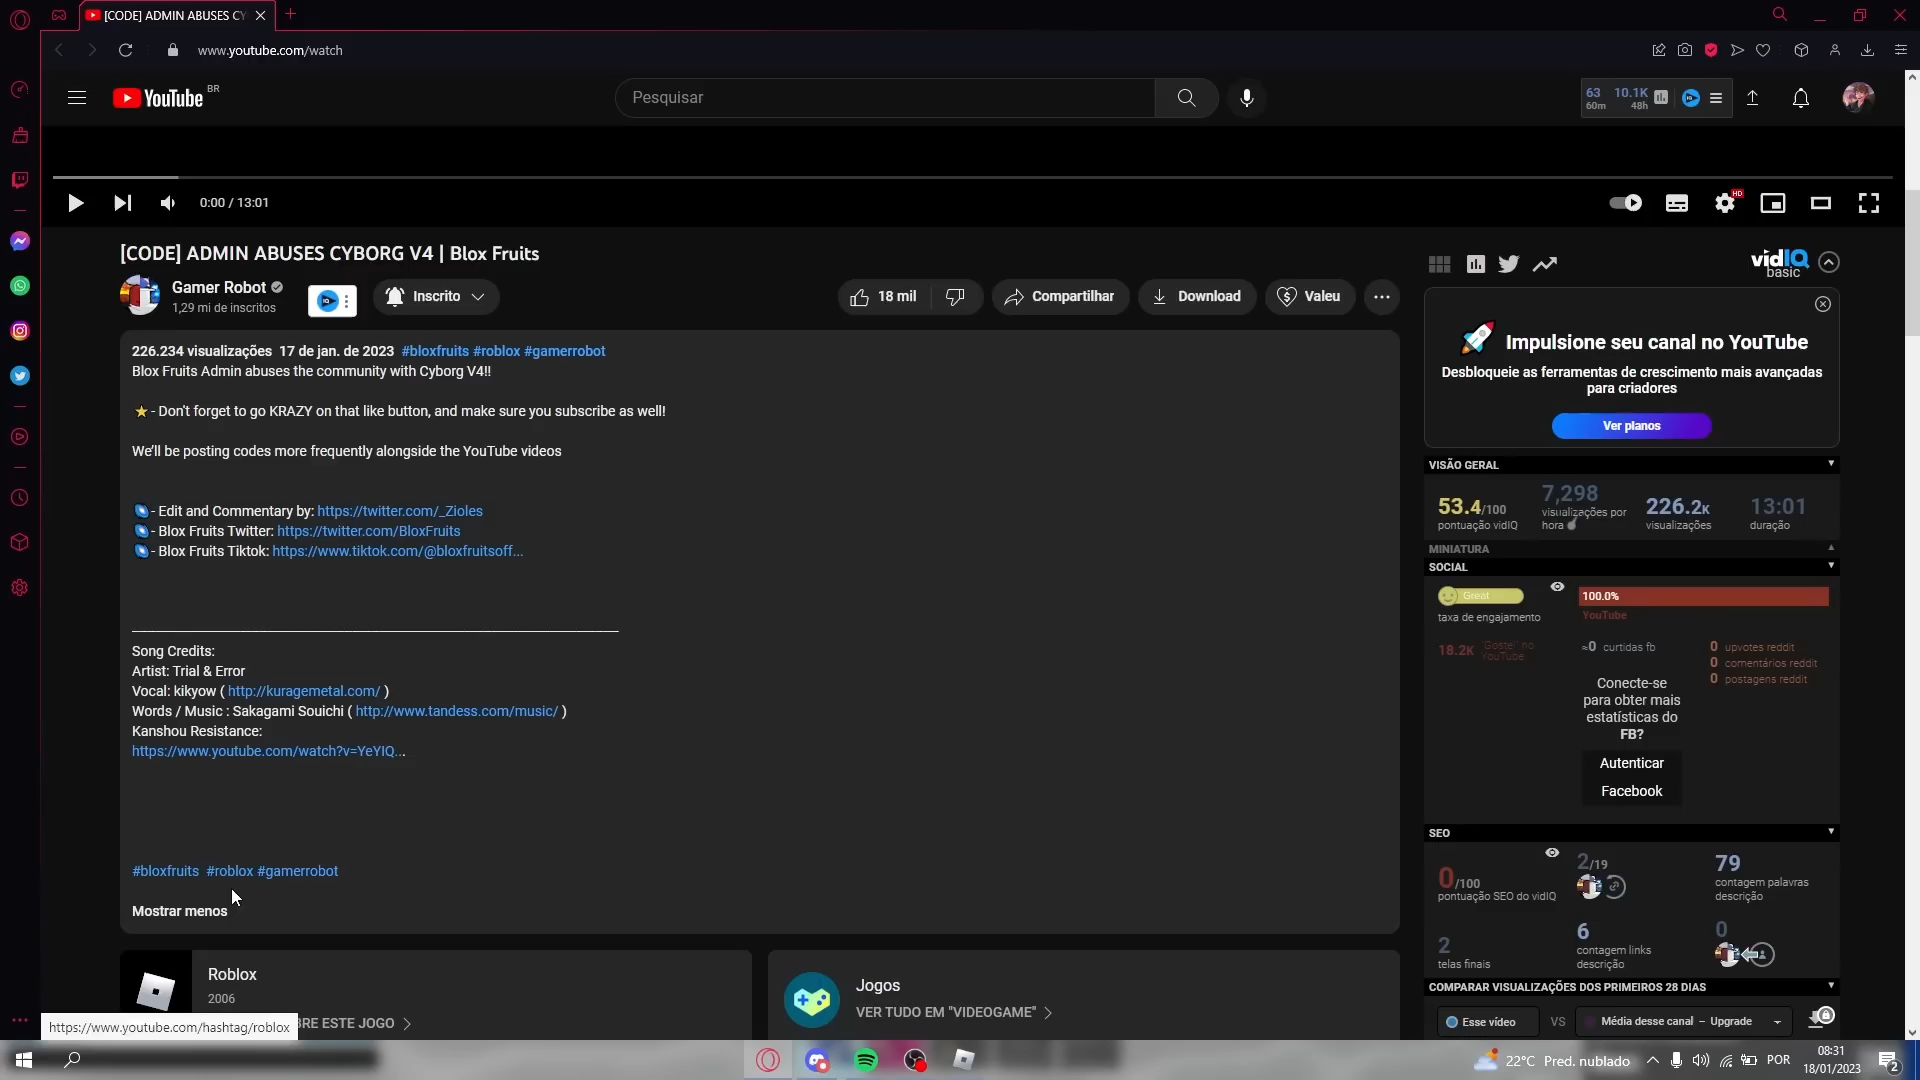 [CODE] ADMIN ABUSES CY
www.youtube.com/watch
YouTube BR
Pesquisar
63 10.1K
60m 48h
0:00 / 13:01
HD
[CODE] ADMIN ABUSES CYBORG V4 | Blox Fruits
Gamer Robot
1,29 mi de inscritos
Inscrito
18 mil
Compartilhar
Download
Valeu
226.234 visualizações 17 de jan. de 2023 #bloxfruits #roblox #gamerrobot
Blox Fruits Admin abuses the community with Cyborg V4!!
- Don't forget to go KRAZY on that like button, and make sure you subscribe as well!
We'll be posting codes more frequently alongside the YouTube videos
- Edit and Commentary by: https://twitter.com/_Zioles
- Blox Fruits Twitter: https://twitter.com/BloxFruits
- Blox Fruits Tiktok: https://www.tiktok.com/@bloxfruitsoff...
Song Credits:
Artist: Trial & Error
Vocal: kikyow ( http://kuragemetal.com/ )
Words / Music : Sakagami Souichi ( http://www.tandess.com/music/ )
Kanshou Resistance:
https://www.youtube.com/watch?v=YeYIQ...
#bloxfruits #roblox #gamerrobot
Mostrar menos
Roblox
2006
BRE ESTE JOGO
Jogos
VER TUDO EM "VIDEOGAME"
https://www.youtube.com/hashtag/roblox
vidIQ
basic
Impulsione seu canal no YouTube
Desbloqueie as ferramentas de crescimento mais avançadas
para criadores
Ver planos
VISÃO GERAL
53.4/100
pontuação vidIQ
7,298
visualizações por
hora
226.2K
visualizações
13:01
duração
MINIATURA
SOCIAL
Great
taxa de engajamento
100.0%
YouTube
18.2K "Gostei" no
YouTube
≈0 curtidas fb
0 upvotes reddit
0 comentários reddit
0 postagens reddit
Conecte-se
para obter mais
estatísticas do
FB?
Autenticar
Facebook
SEO
0/100
pontuação SEO do vidIQ
2/19
79
contagem palavras
descrição
2
telas finais
6
contagem links
descrição
0
COMPARAR VISUALIZAÇÕES DOS PRIMEIROS 28 DIAS
Esse vídeo
VS
Média desse canal – Upgrade
22°C Pred. nublado
POR
08:31
18/01/2023
2